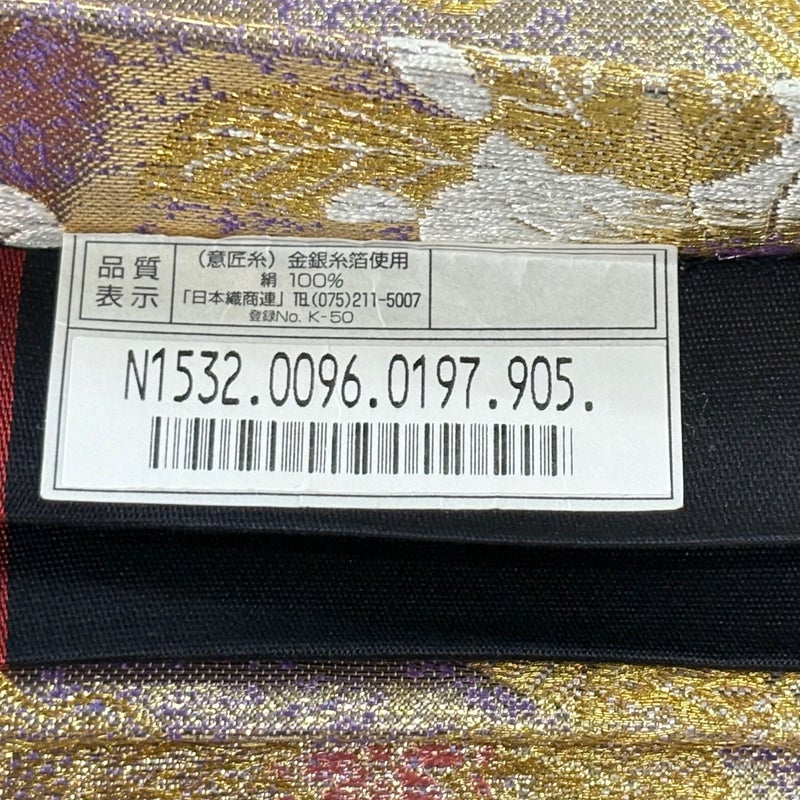 品質
表示
(意匠糸) 金銀糸箔使用
絹 100%
「日本織商連」 TEL(075)211-5007
登録No. K-50
N1532.0096.0197.905.